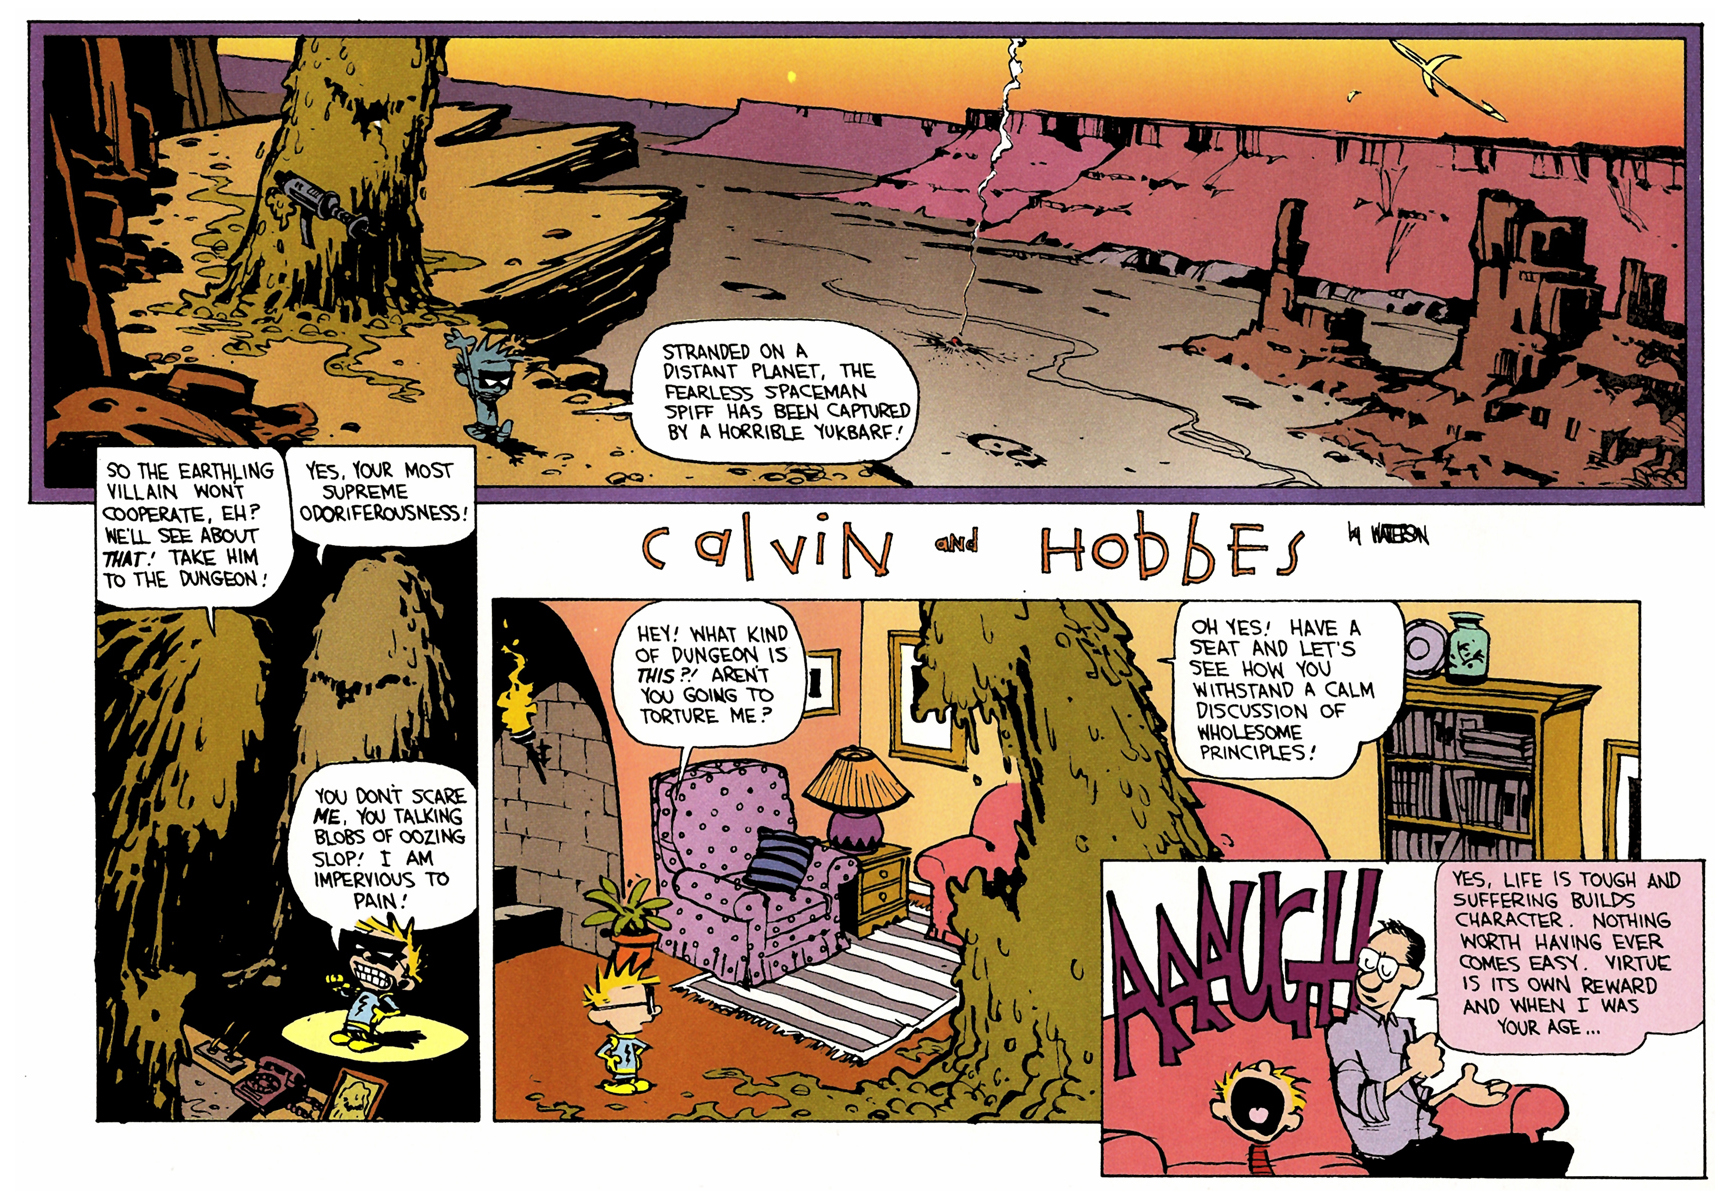 STRANDED ON A
DISTANT PLANET, THE
FEARLESS SPACEMAN
SPIFF HAS BEEN CAPTURED
BY A HORRIBLE YUKBARF!
SO THE EARTHLING
VILLAIN WON'T
COOPERATE, EH?
WE'LL SEE ABOUT
THAT! TAKE HIM
TO THE DUNGEON!
YES, YOUR MOST
SUPREME
ODORIFEROUSNESS!
YOU DON'T SCARE
ME, YOU TALKING
BLOBS OF OOZING
SLOP! I AM
IMPERVIOUS TO
PAIN!
CALVIN AND HOBBES
by WATTERSON
HEY! WHAT KIND
OF DUNGEON IS
THIS?! AREN'T
YOU GOING TO
TORTURE ME?
OH YES! HAVE A
SEAT AND LET'S
SEE HOW YOU
WITHSTAND A CALM
DISCUSSION OF
WHOLESOME
PRINCIPLES!
AAAUGH
YES, LIFE IS TOUGH AND
SUFFERING BUILDS
CHARACTER. NOTHING
WORTH HAVING EVER
COMES EASY. VIRTUE
IS ITS OWN REWARD
AND WHEN I WAS
YOUR AGE...